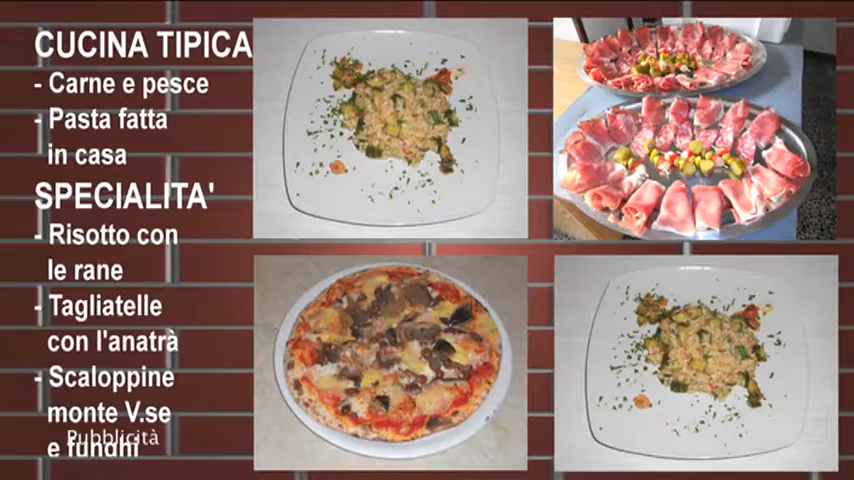 CUCINA TIPICA
- Carne e pesce
- Pasta fatta
in casa
SPECIALITA'
- Risotto con
le rane
- Tagliatelle
con l'anatrà
- Scaloppine
monte V.se
e funghi
Pubblicità